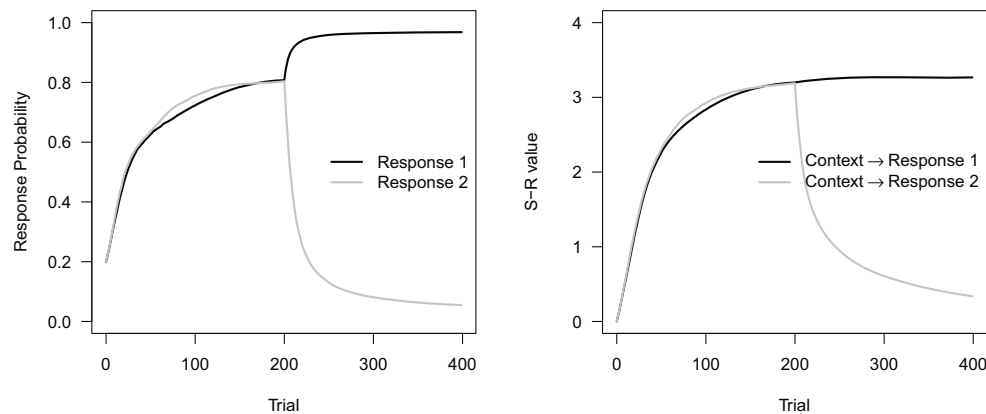 Response Probability
1.0
0.8
0.6
0.4
0.2
0.0
Response 1
Response 2
0
100
200
300
400
Trial
S−R value
4
3
2
1
0
Context → Response 1
Context → Response 2
0
100
200
300
400
Trial